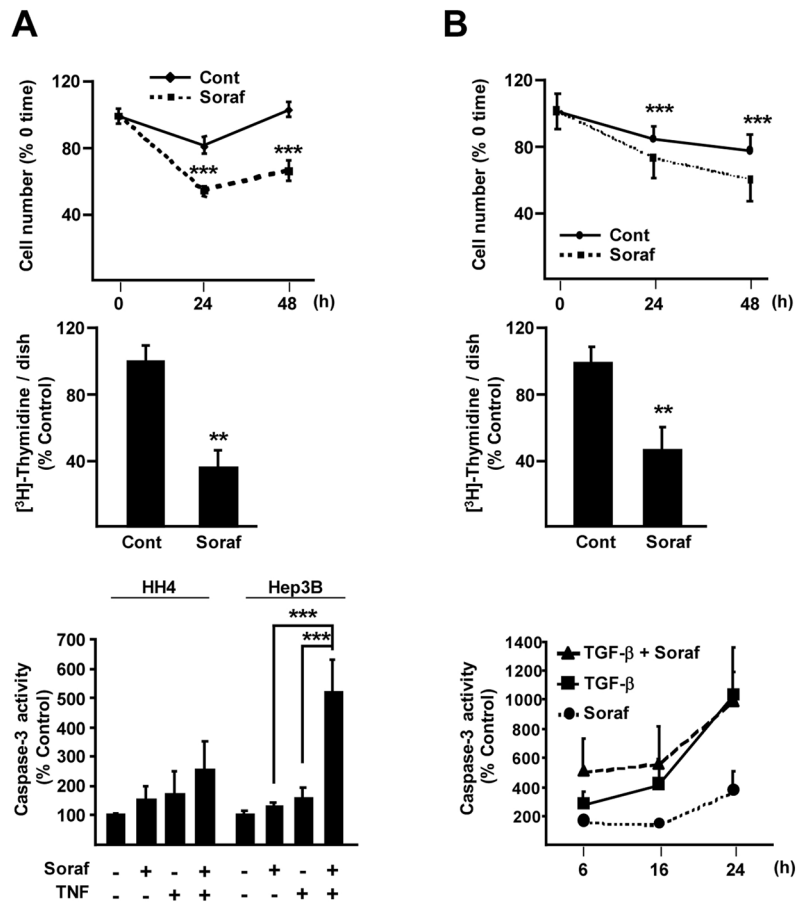 A
Cell number (% 0 time)
120
80
40
Cont
Soraf
***
***
0 24 48 (h)
[³H]-Thymidine / dish
(% Control)
120
80
40
**
Cont Soraf
HH4 Hep3B
Caspase-3 activity
(% Control)
700
600
500
400
300
200
100
***
***
Soraf - + - + - + - +
TNF - - + + - - + +
B
Cell number (% 0 time)
120
80
40
***
***
Cont
Soraf
0 24 48 (h)
[³H]-Thymidine / dish
(% Control)
120
80
40
**
Cont Soraf
Caspase-3 activity
(% Control)
1400
1200
1000
800
600
400
200
TGF-β + Soraf
TGF-β
Soraf
6 16 24 (h)